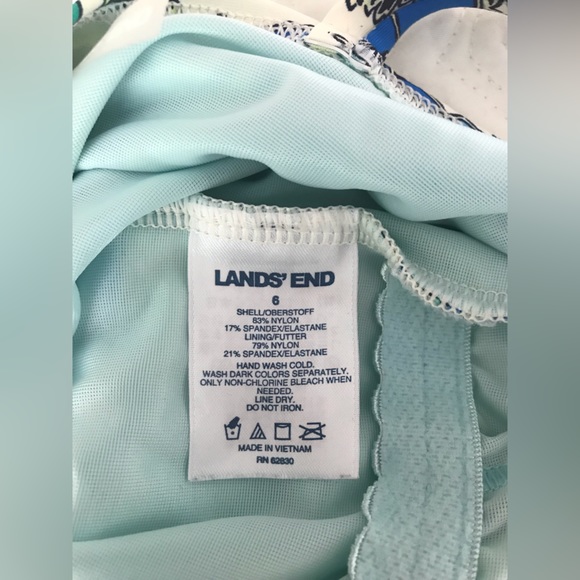 LANDS' END
6
SHELL/OBERSTOFF
83% NYLON
17% SPANDEX/ELASTANE
LINING/FUTTER
79% NYLON
21% SPANDEX/ELASTANE
HAND WASH COLD.
WASH DARK COLORS SEPARATELY.
ONLY NON-CHLORINE BLEACH WHEN
NEEDED.
LINE DRY.
DO NOT IRON.
MADE IN VIETNAM
RN 62830